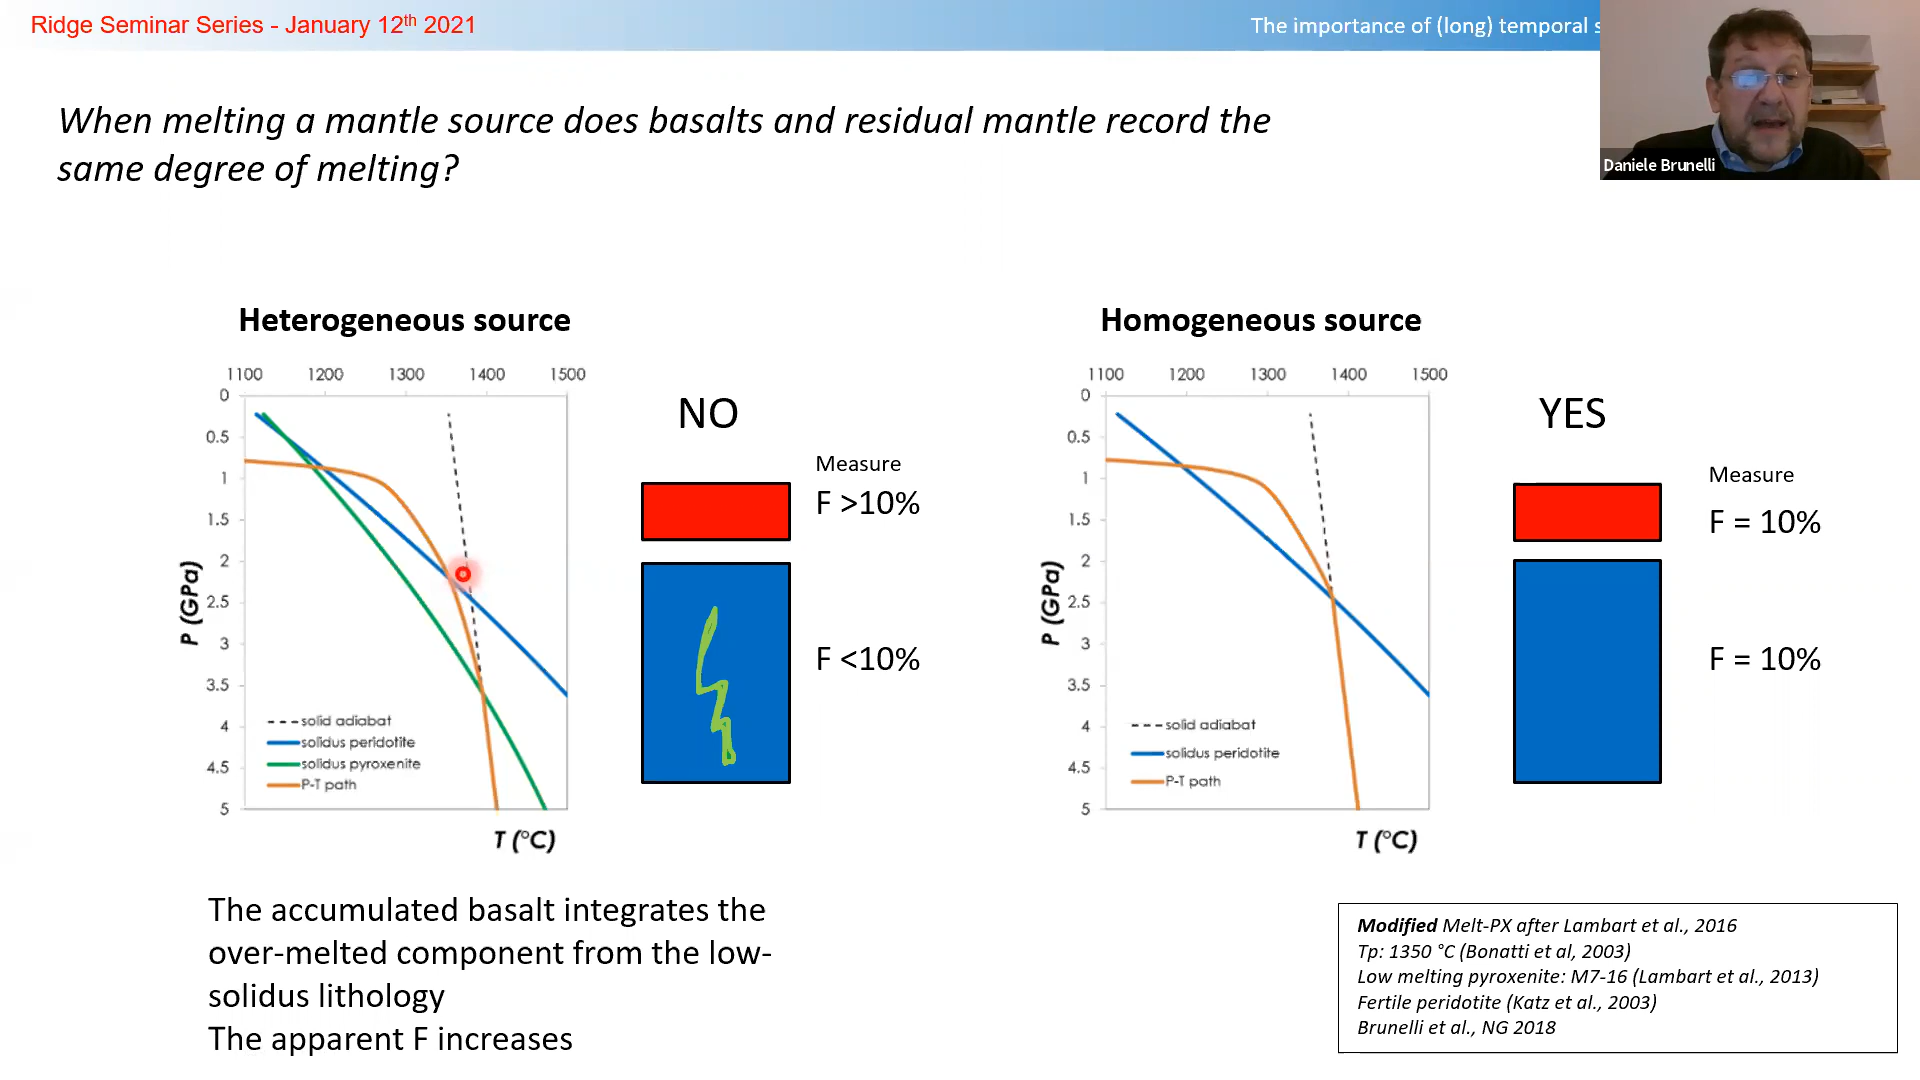 Ridge Seminar Series - January 12th 2021
The importance of (long) temporal s
Daniele Brunelli
When melting a mantle source does basalts and residual mantle record the
same degree of melting?
Heterogeneous source
1100 1200 1300 1400 1500
0
0.5
1
1.5
2
2.5
3
3.5
4
4.5
5
P (GPa)
T (°C)
solid adiabat
solidus peridotite
solidus pyroxenite
P-T path
NO
Measure
F >10%
F <10%
Homogeneous source
1100 1200 1300 1400 1500
0
0.5
1
1.5
2
2.5
3
3.5
4
4.5
5
P (GPa)
T (°C)
solid adiabat
solidus peridotite
P-T path
YES
Measure
F = 10%
F = 10%
The accumulated basalt integrates the
over-melted component from the low-
solidus lithology
The apparent F increases
Modified Melt-PX after Lambart et al., 2016
Tp: 1350 °C (Bonatti et al, 2003)
Low melting pyroxenite: M7-16 (Lambart et al., 2013)
Fertile peridotite (Katz et al., 2003)
Brunelli et al., NG 2018